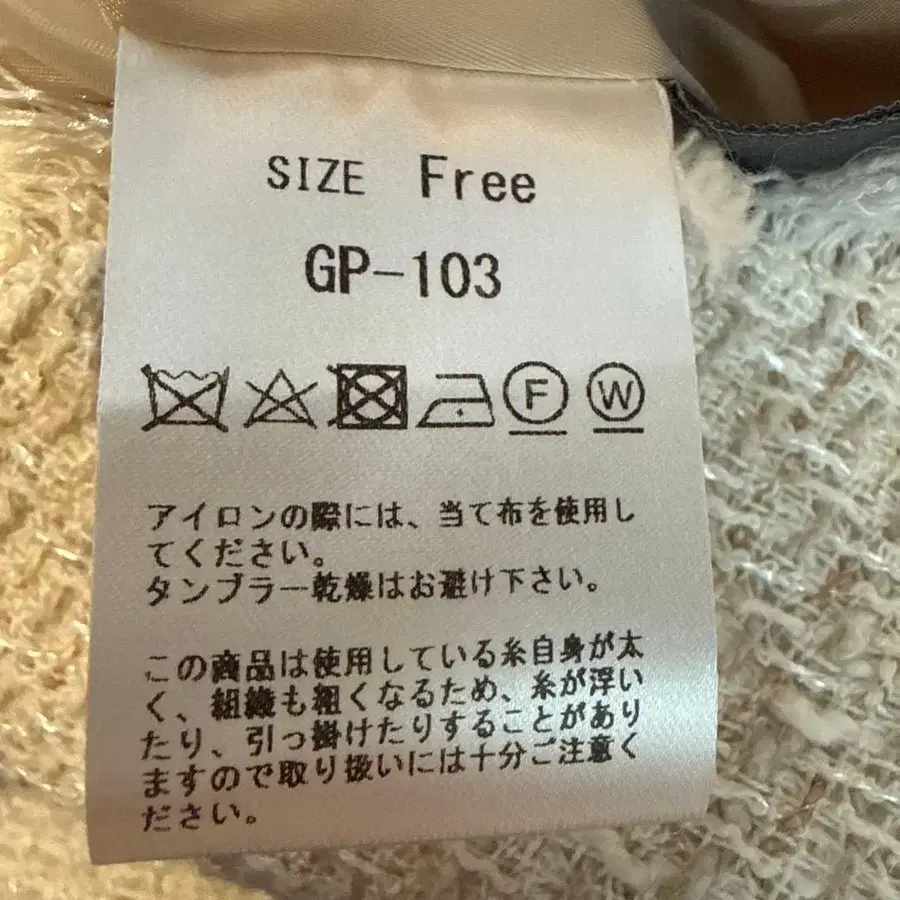 SIZE Free
GP-103
F W
アイロンの際には、当て布を使用し
てください。
タンブラー乾燥はお避け下さい。
この商品は使用している糸自身が太
く、組織も粗くなるため、糸が浮い
たり、引っ掛けたりすることがあり
ますので取り扱いには十分ご注意く
ださい。